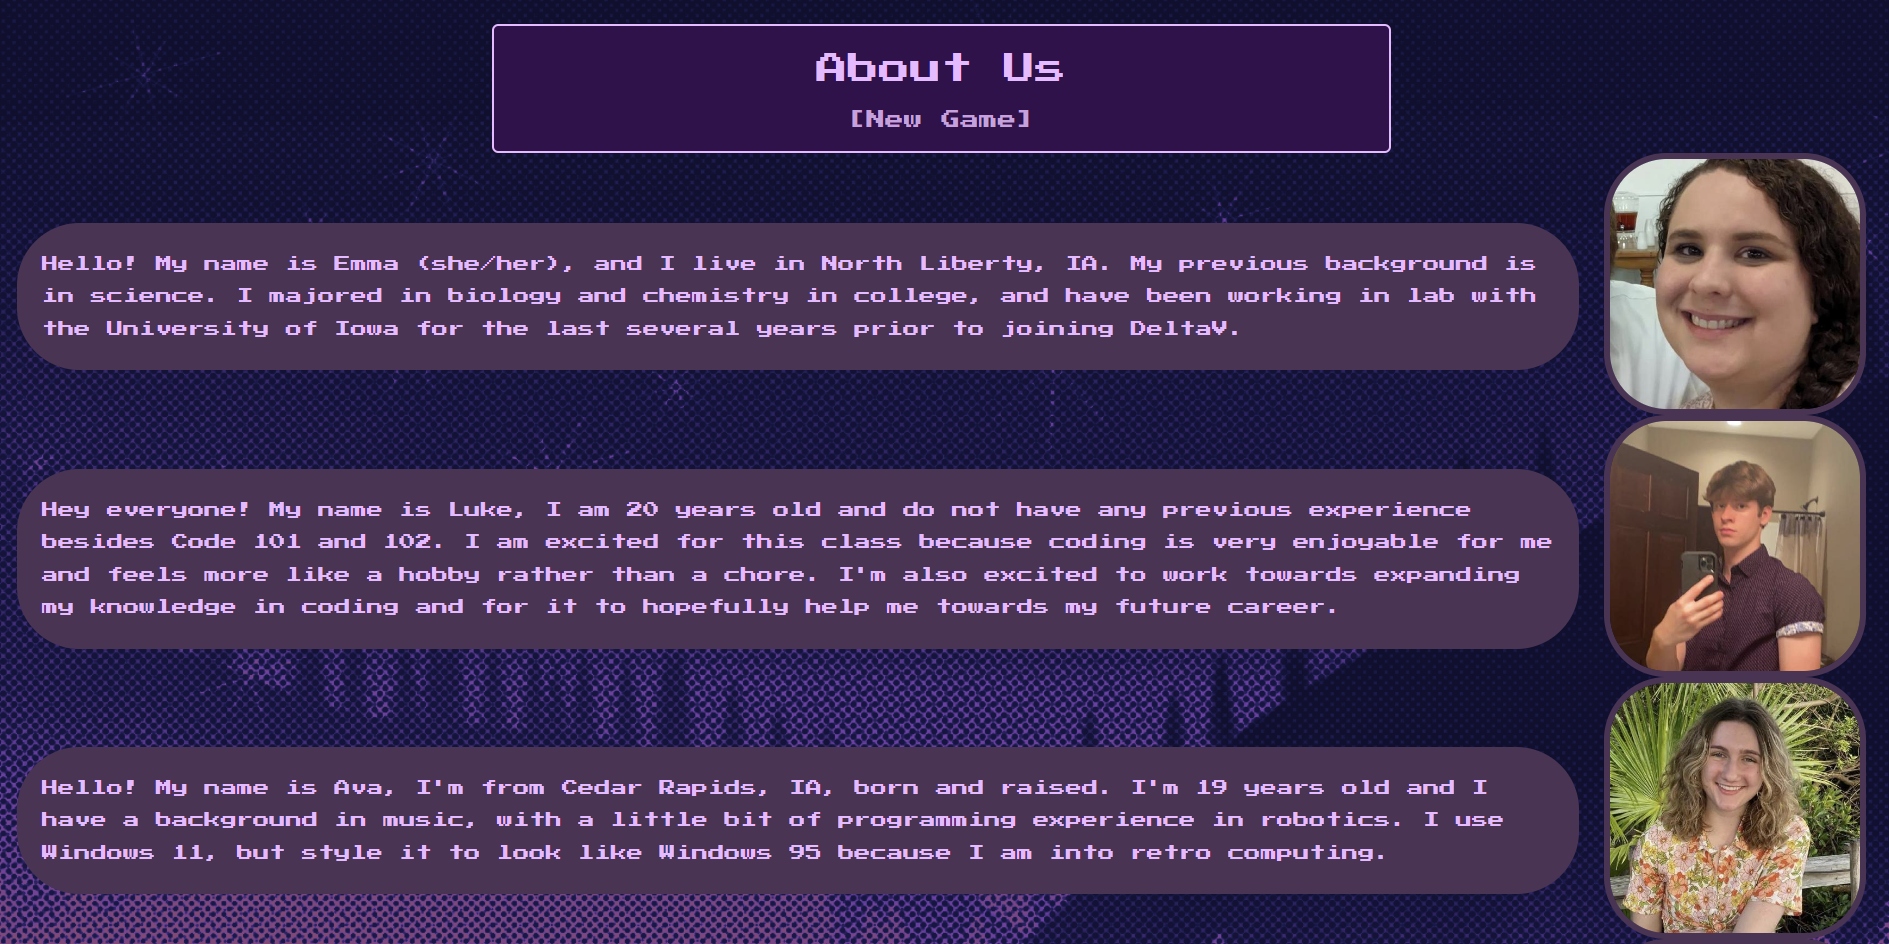 About Us
[New Game]
Hello! My name is Emma (she/her), and I live in North Liberty, IA. My previous background is
in science. I majored in biology and chemistry in college, and have been working in lab with
the University of Iowa for the last several years prior to joining DeltaV.
Hey everyone! My name is Luke, I am 20 years old and do not have any previous experience
besides Code 101 and 102. I am excited for this class because coding is very enjoyable for me
and feels more like a hobby rather than a chore. I'm also excited to work towards expanding
my knowledge in coding and for it to hopefully help me towards my future career.
Hello! My name is Ava, I'm from Cedar Rapids, IA, born and raised. I'm 19 years old and I
have a background in music, with a little bit of programming experience in robotics. I use
Windows 11, but style it to look like Windows 95 because I am into retro computing.